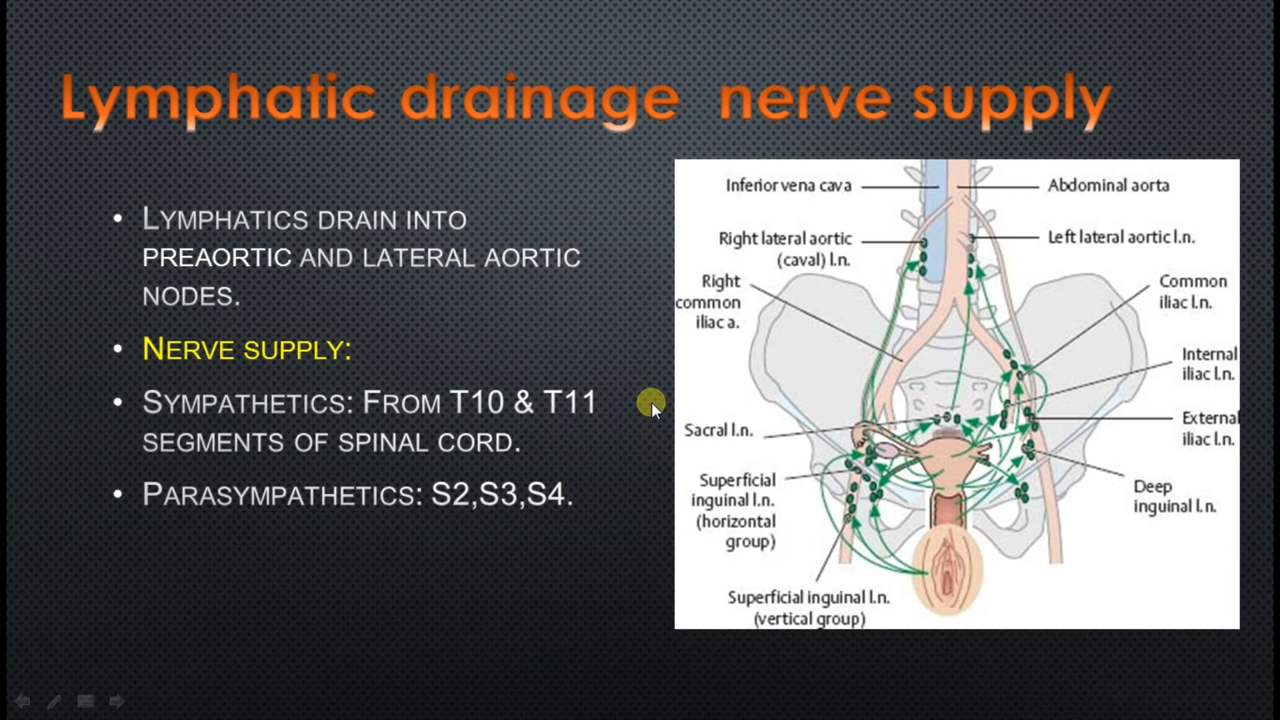 Lymphatic drainage nerve supply
• LYMPHATICS DRAIN INTO
PREAORTIC AND LATERAL AORTIC
NODES.
• NERVE SUPPLY:
• SYMPATHETICS: FROM T10 & T11
SEGMENTS OF SPINAL CORD.
• PARASYMPATHETICS: S2,S3,S4.
Inferior vena cava
Abdominal aorta
Right lateral aortic
(caval) l.n.
Left lateral aortic l.n.
Right
common
iliac a.
Common
iliac l.n.
Internal
iliac l.n.
External
iliac l.n.
Sacral l.n.
Superficial
inguinal l.n.
(horizontal
group)
Deep
inguinal l.n.
Superficial inguinal l.n.
(vertical group)